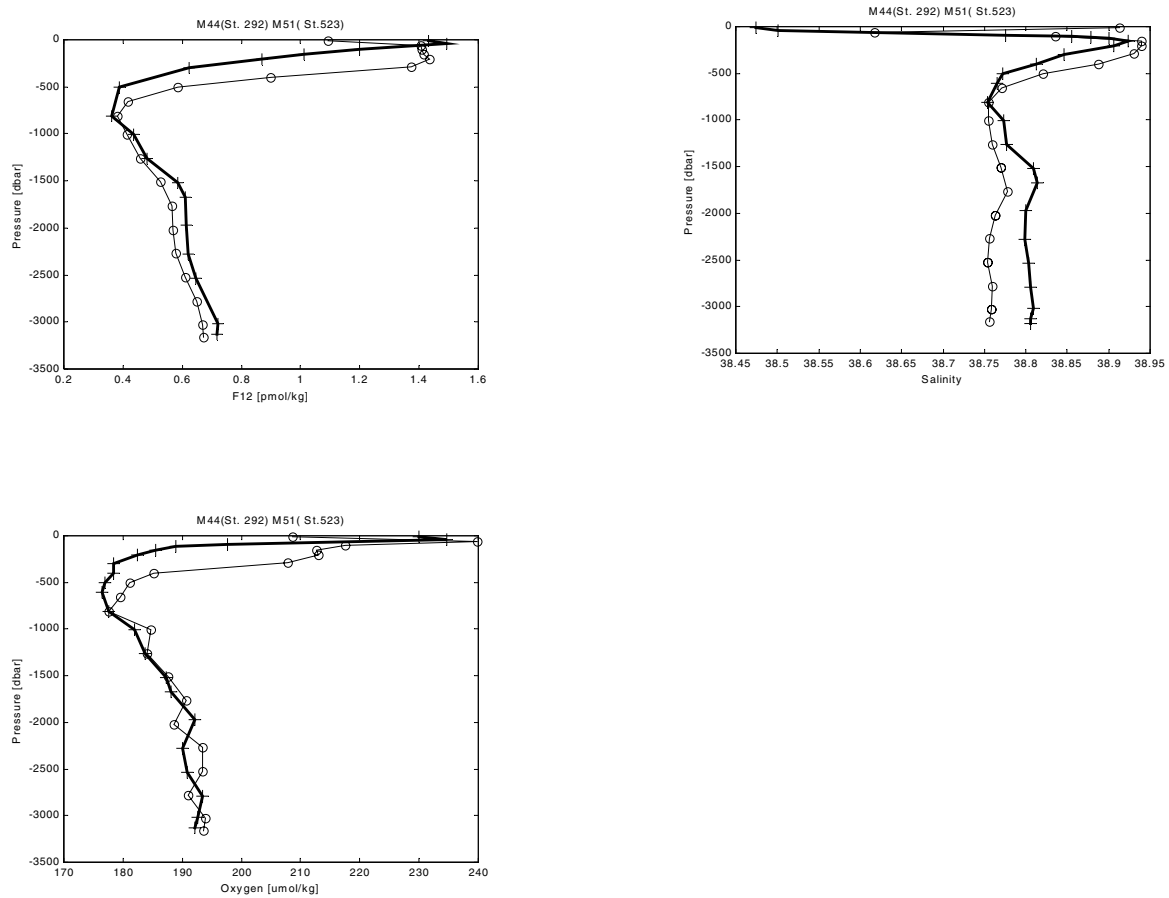 M44(St. 292) M51( St.523)
0
-500
-1000
-1500
-2000
-2500
-3000
-3500
Pressure [dbar]
0.2 0.4 0.6 0.8 1 1.2 1.4 1.6
F12 [pmol/kg]
M44(St. 292) M51( St.523)
0
-500
-1000
-1500
-2000
-2500
-3000
-3500
Pressure [dbar]
38.45 38.5 38.55 38.6 38.65 38.7 38.75 38.8 38.85 38.9 38.95
Salinity
M44(St. 292) M51( St.523)
0
-500
-1000
-1500
-2000
-2500
-3000
-3500
Pressure [dbar]
170 180 190 200 210 220 230 240
Oxygen [umol/kg]